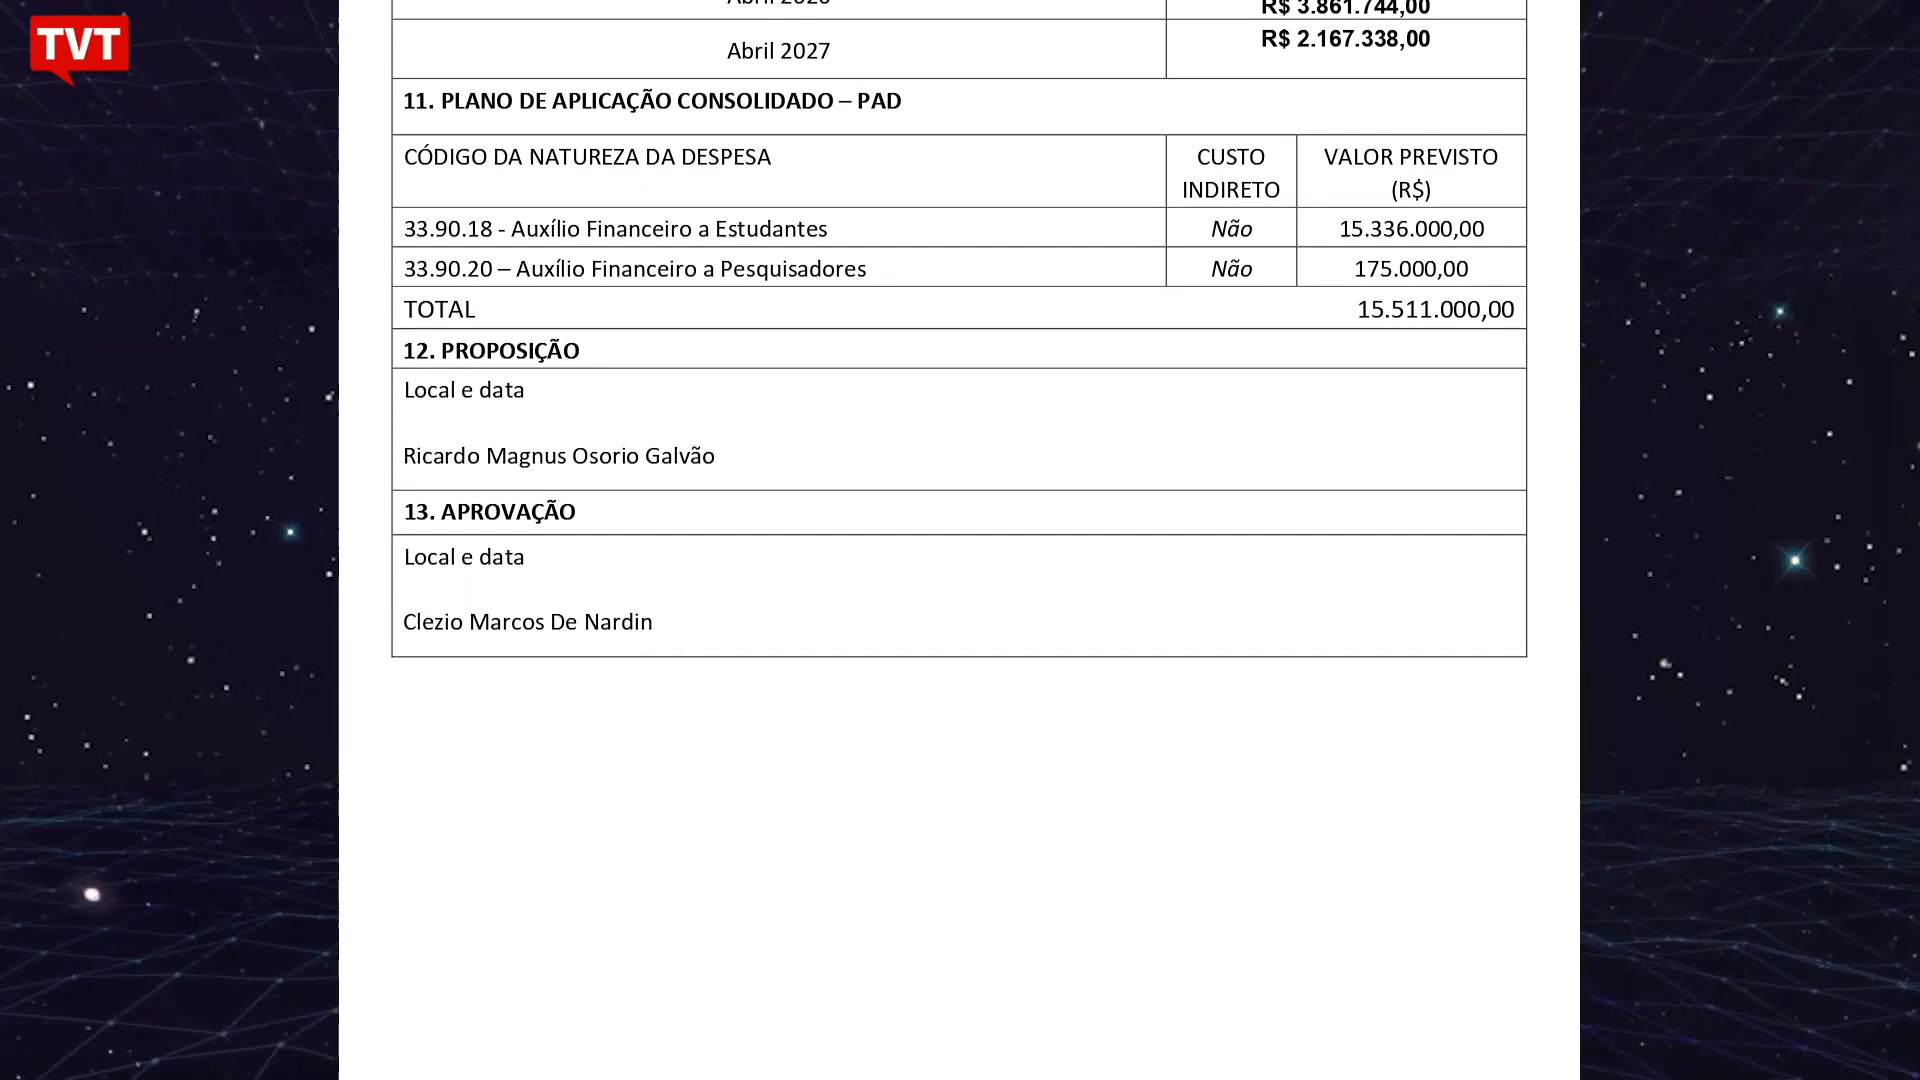 TVT
R$ 3.861.744,00
Abril 2027
R$ 2.167.338,00
11. PLANO DE APLICAÇÃO CONSOLIDADO – PAD
CÓDIGO DA NATUREZA DA DESPESA
CUSTO
INDIRETO
VALOR PREVISTO
(R$)
33.90.18 - Auxílio Financeiro a Estudantes
Não
15.336.000,00
33.90.20 – Auxílio Financeiro a Pesquisadores
Não
175.000,00
TOTAL
15.511.000,00
12. PROPOSIÇÃO
Local e data
Ricardo Magnus Osorio Galvão
13. APROVAÇÃO
Local e data
Clezio Marcos De Nardin